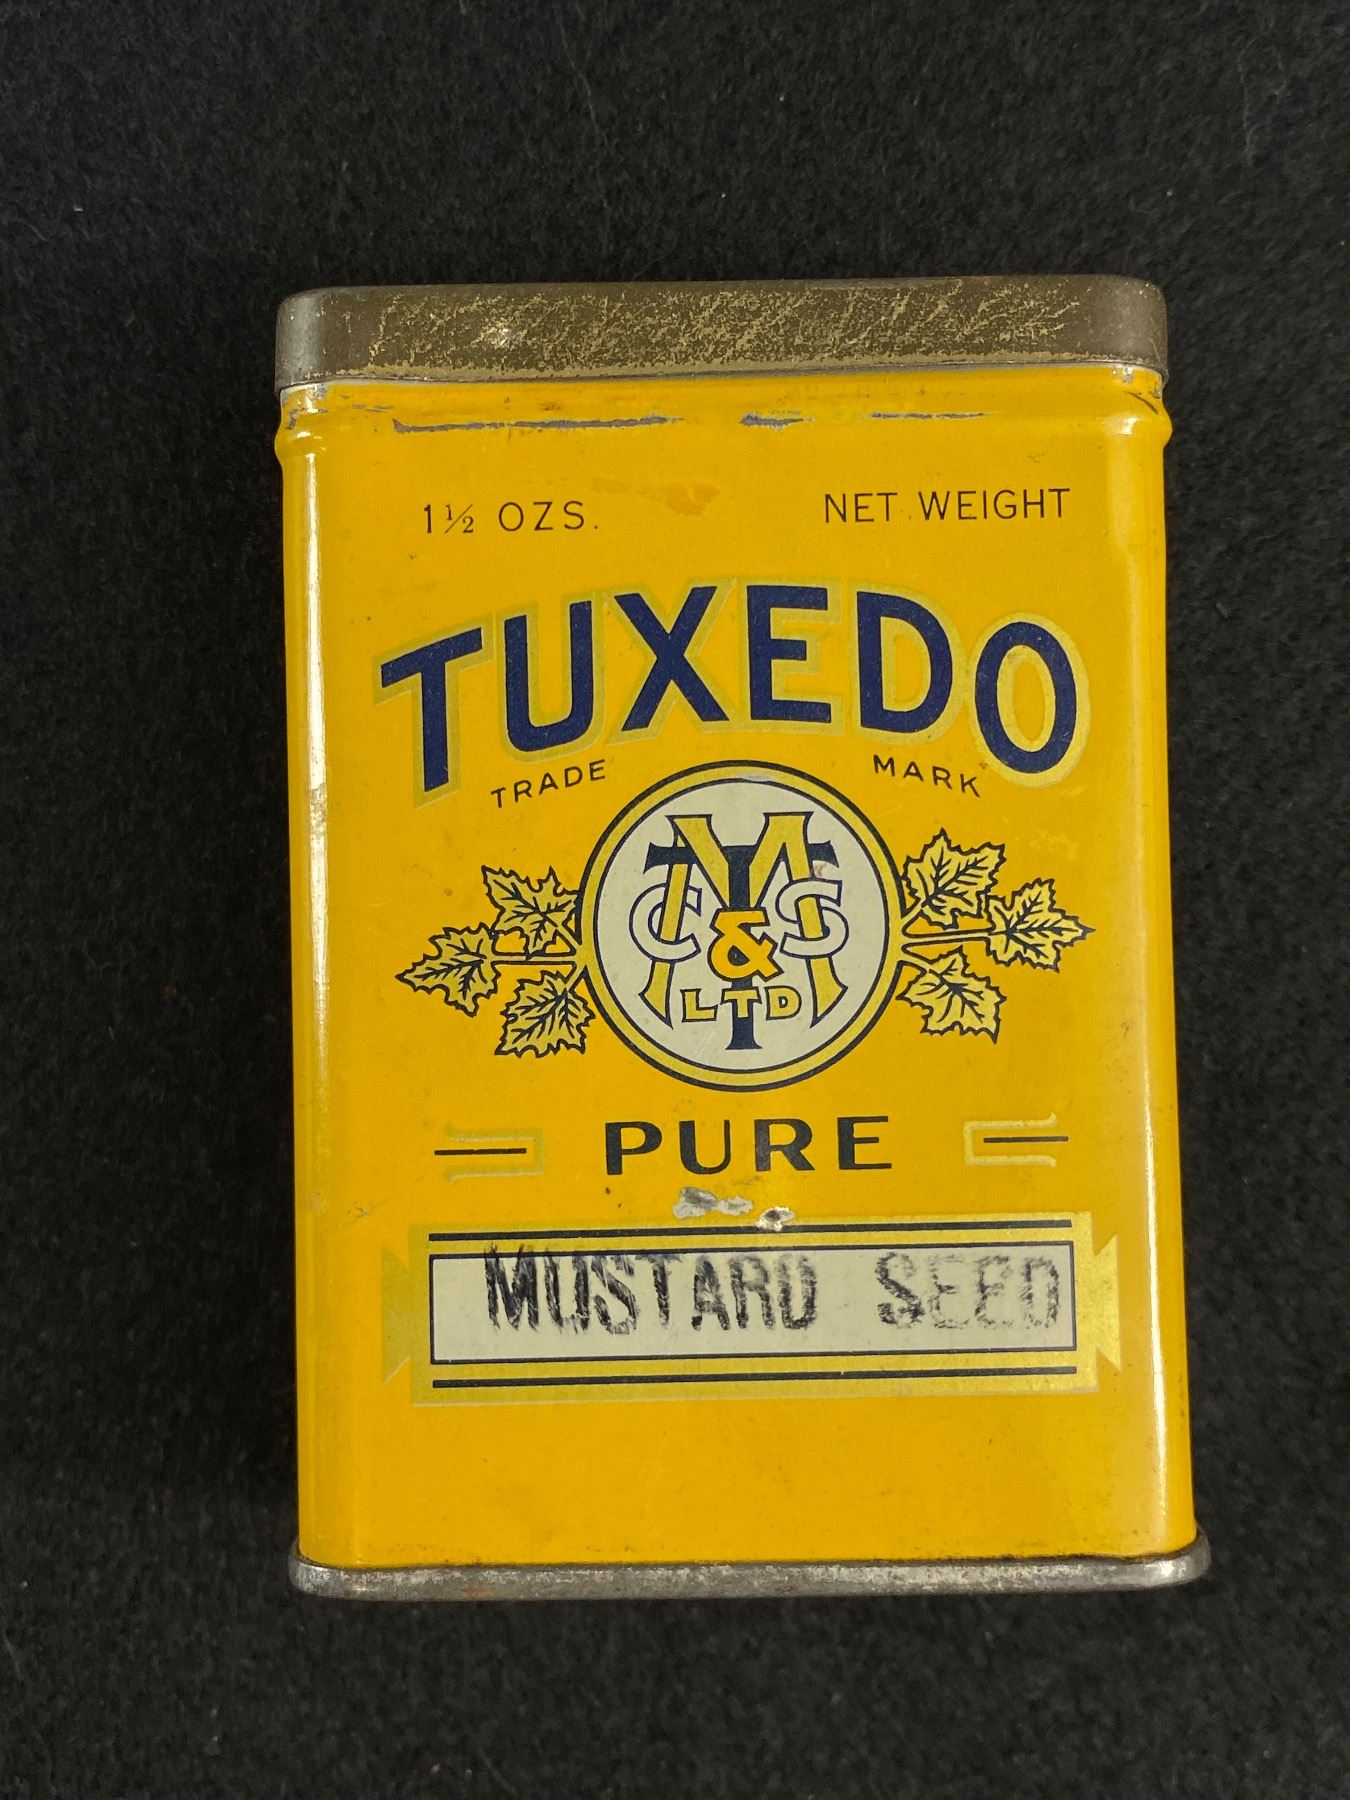 1½ OZS. NET WEIGHT
TUXEDO
TRADE MARK
M T C & S
LTD
PURE
MUSTARD SEED